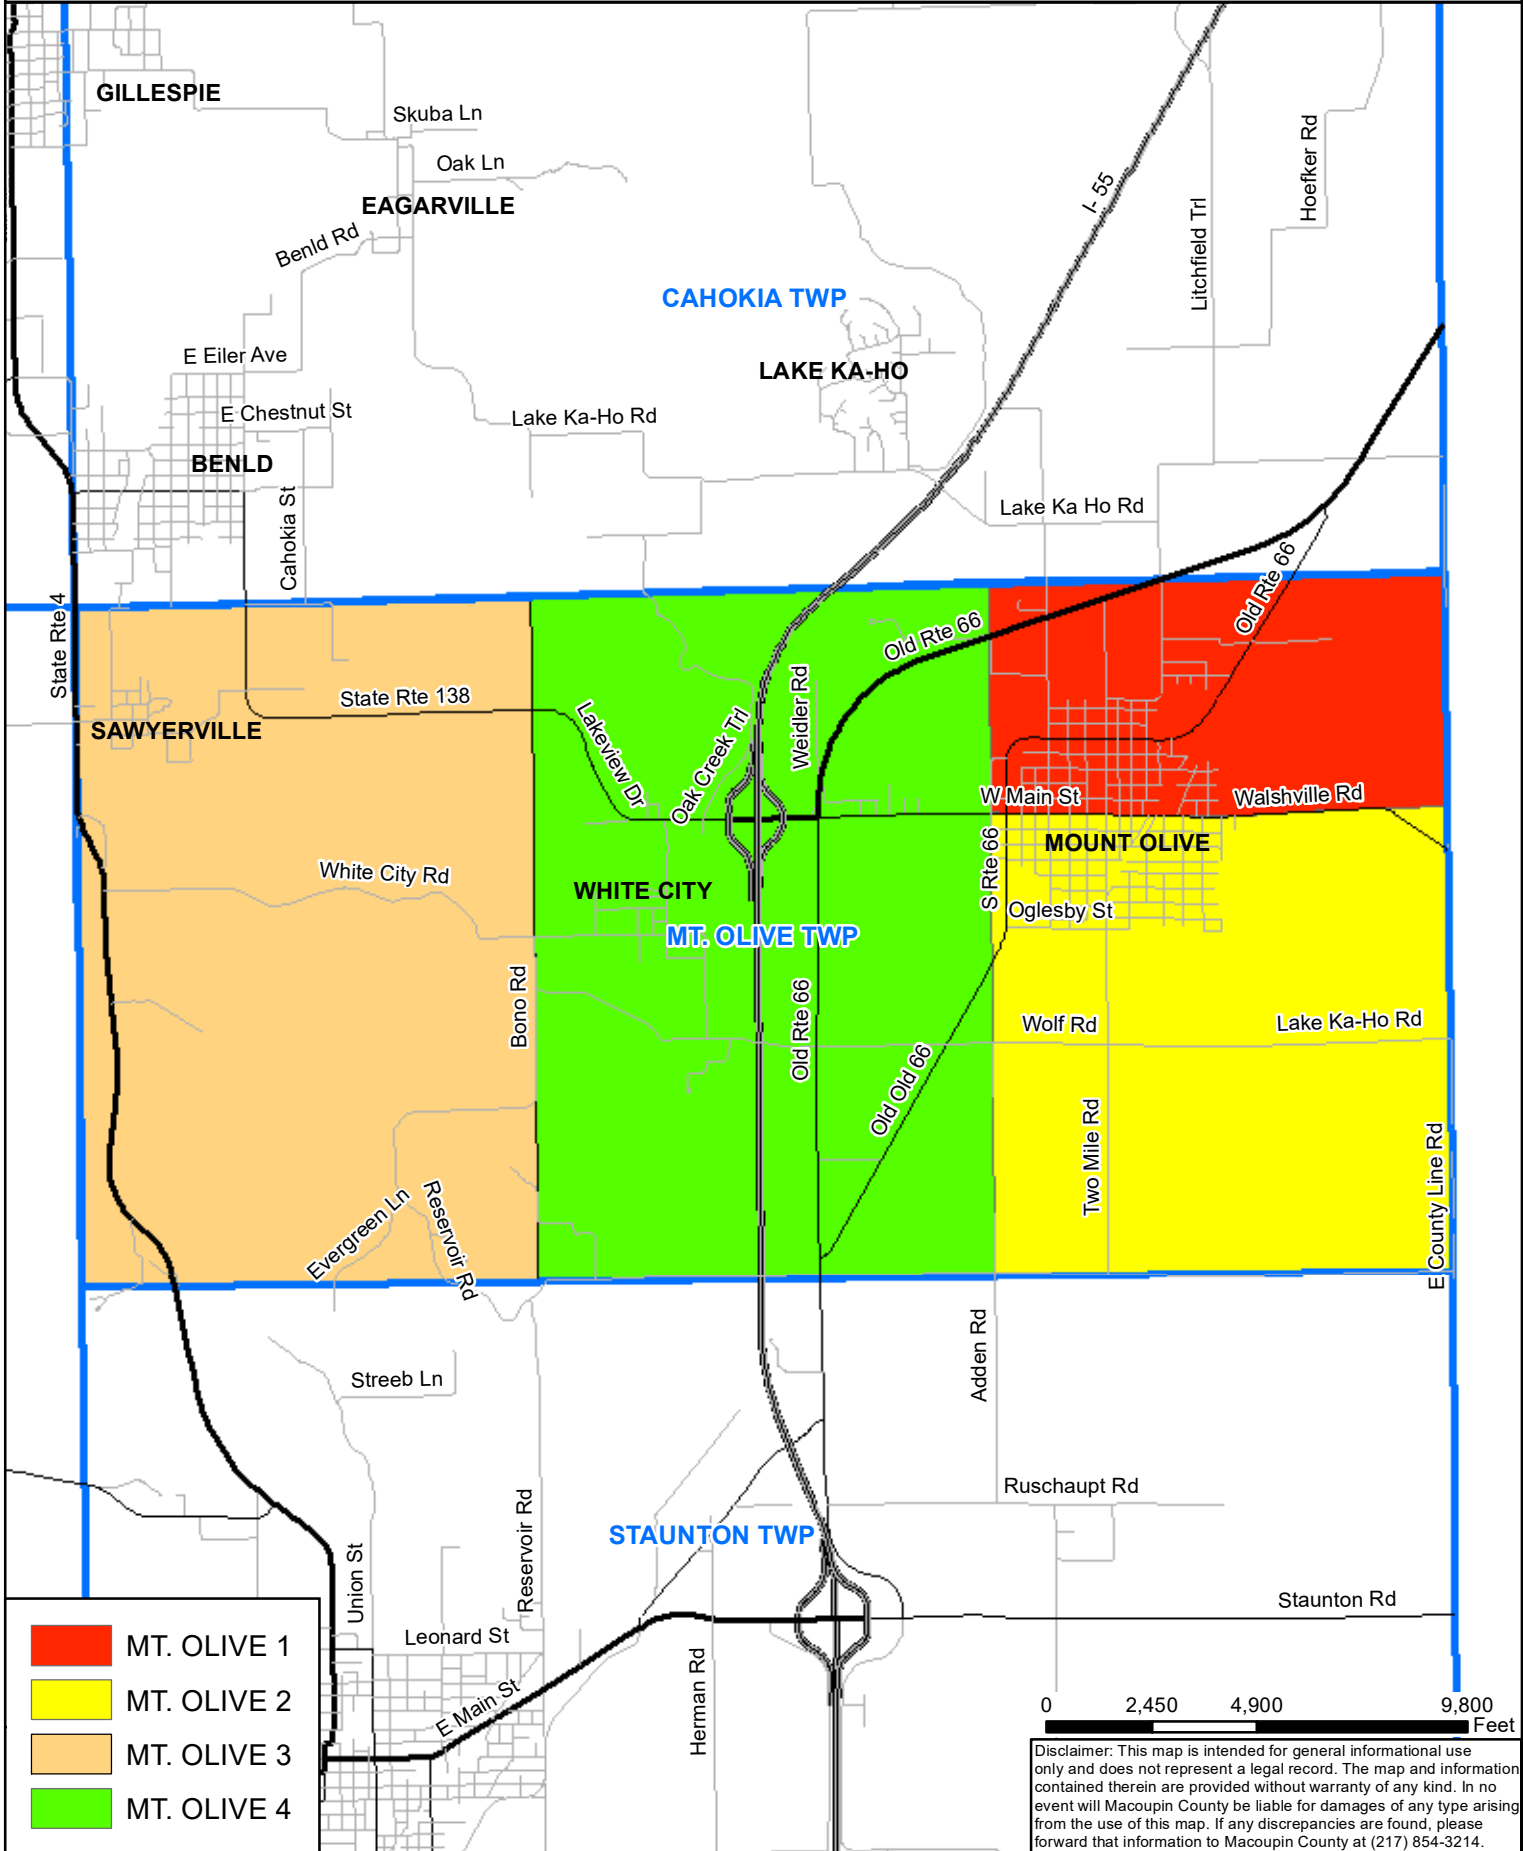 GILLESPIE
Skuba Ln
Oak Ln
EAGARVILLE
Benld Rd
I- 55
Hoefker Rd
Litchfield Trl
CAHOKIA TWP
E Eiler Ave
LAKE KA-HO
E Chestnut St
Lake Ka-Ho Rd
BENLD
Cahokia St
Lake Ka Ho Rd
Old Rte 66
State Rte 4
Old Rte 66
State Rte 138
SAWYERVILLE
Lakeview Dr
Oak Creek Trl
Weidler Rd
W Main St
Walshville Rd
MOUNT OLIVE
S Rte 66
White City Rd
WHITE CITY
Oglesby St
MT. OLIVE TWP
Bono Rd
Old Rte 66
Wolf Rd
Lake Ka-Ho Rd
Old Old 66
Two Mile Rd
E County Line Rd
Evergreen Ln
Reservoir Rd
Adden Rd
Streeb Ln
Ruschaupt Rd
STAUNTON TWP
Reservoir Rd
Union St
Staunton Rd
Leonard St
E Main St
Herman Rd
MT. OLIVE 1
MT. OLIVE 2
MT. OLIVE 3
MT. OLIVE 4
0 2,450 4,900 9,800
Feet
Disclaimer: This map is intended for general informational use
only and does not represent a legal record. The map and information
contained therein are provided without warranty of any kind. In no
event will Macoupin County be liable for damages of any type arising
from the use of this map. If any discrepancies are found, please
forward that information to Macoupin County at (217) 854-3214.